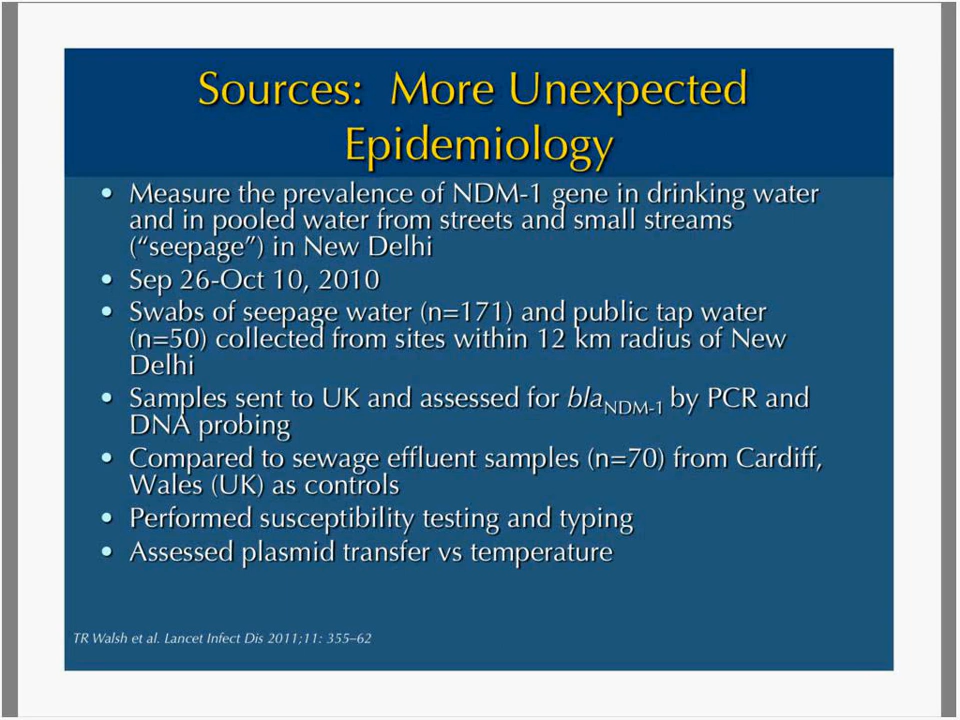 Sources:  More Unexpected
Epidemiology
• Measure the prevalence of NDM-1 gene in drinking water
and in pooled water from streets and small streams
(“seepage”) in New Delhi
• Sep 26-Oct 10, 2010
• Swabs of seepage water (n=171) and public tap water
(n=50) collected from sites within 12 km radius of New
Delhi
• Samples sent to UK and assessed for blaNDM-1 by PCR and
DNA probing
• Compared to sewage effluent samples (n=70) from Cardiff,
Wales (UK) as controls
• Performed susceptibility testing and typing
• Assessed plasmid transfer vs temperature
TR Walsh et al. Lancet Infect Dis 2011;11: 355–62